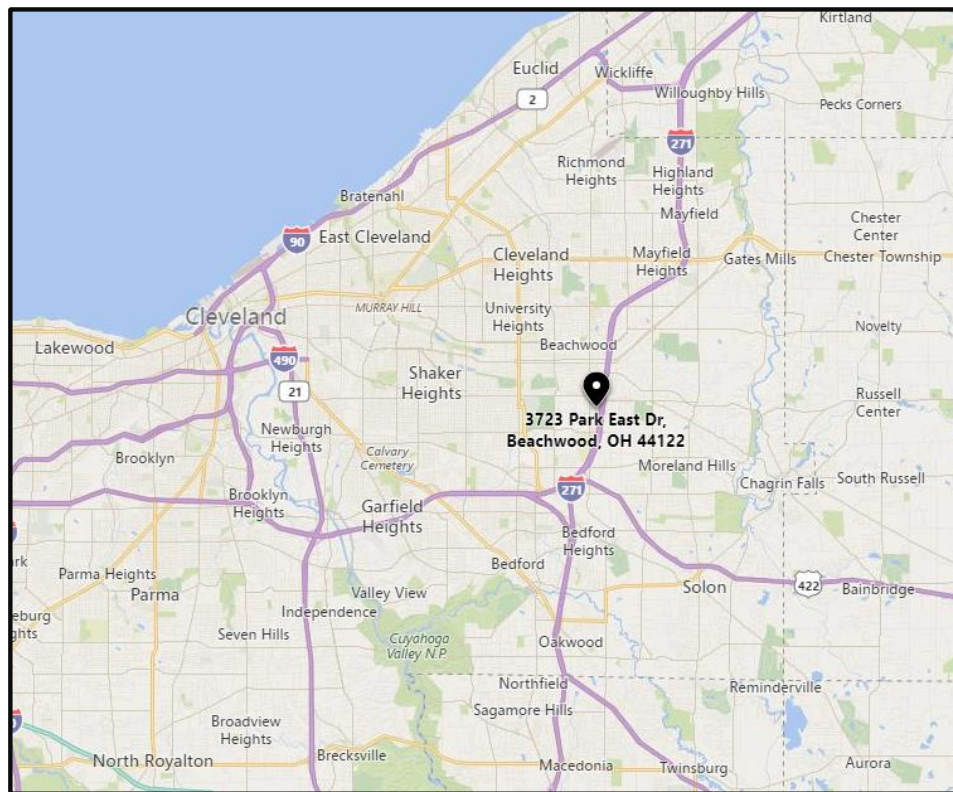 Kirtland
Euclid
Wickliffe
2
Willoughby Hills
Pecks Corners
271
Richmond
Heights
Highland
Heights
Bratenahl
Mayfield
Chester
Center
90
East Cleveland
Cleveland
Heights
Mayfield
Heights
Gates Mills
Chester Township
MURRAY HILL
University
Heights
Cleveland
Novelty
Lakewood
Beachwood
490
Shaker
Heights
21
Russell
Center
3723 Park East Dr,
Beachwood, OH 44122
Newburgh
Heights
Brooklyn
Calvary
Cemetery
Moreland Hills
Chagrin Falls
South Russell
271
Brooklyn
Heights
Garfield
Heights
Bedford
Heights
rk
Parma Heights
Bedford
Solon
422
Bainbridge
Parma
Valley View
eburg
ghts
Independence
Seven Hills
Cuyahoga
Valley N.P.
Oakwood
Northfield
Reminderville
Sagamore Hills
Broadview
Heights
North Royalton
Brecksville
Macedonia
Twinsburg
Aurora